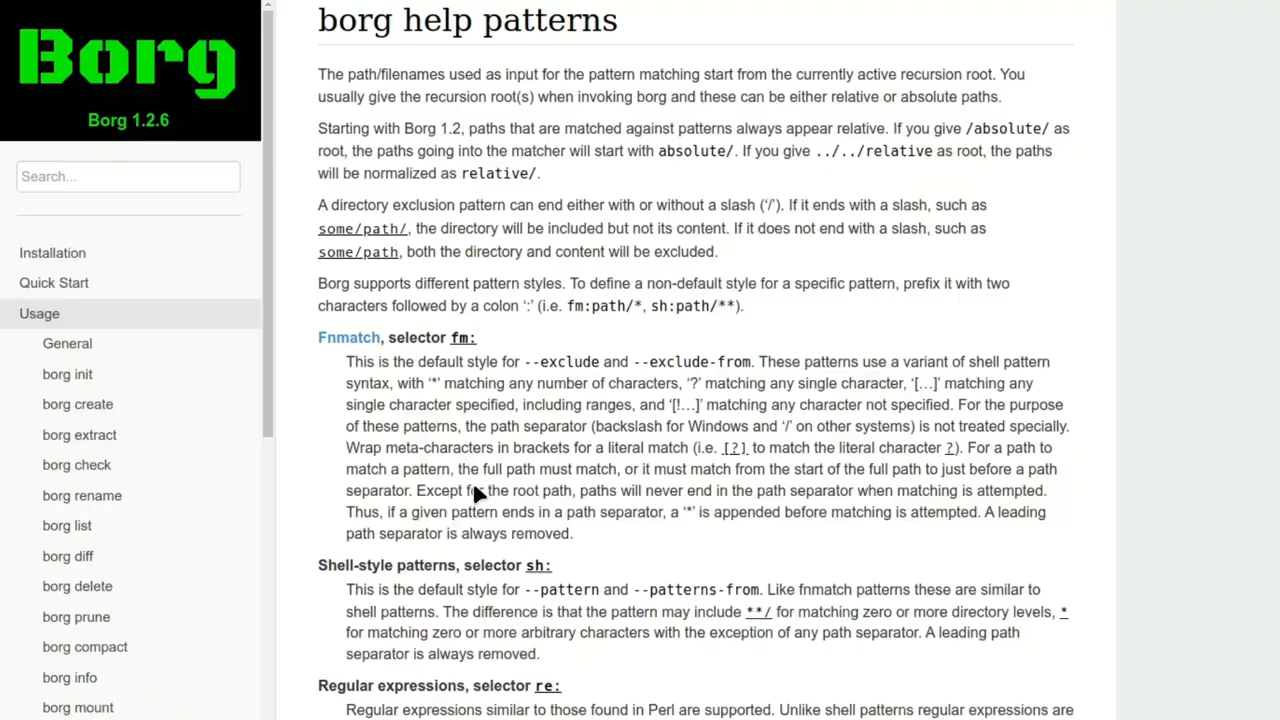 Borg
Borg 1.2.6
Search...
Installation
Quick Start
Usage
General
borg init
borg create
borg extract
borg check
borg rename
borg list
borg diff
borg delete
borg prune
borg compact
borg info
borg mount
borg help patterns
The path/filenames used as input for the pattern matching start from the currently active recursion root. You
usually give the recursion root(s) when invoking borg and these can be either relative or absolute paths.
Starting with Borg 1.2, paths that are matched against patterns always appear relative. If you give /absolute/ as
root, the paths going into the matcher will start with absolute/. If you give ../../relative as root, the paths
will be normalized as relative/.
A directory exclusion pattern can end either with or without a slash (‘/’). If it ends with a slash, such as
some/path/, the directory will be included but not its content. If it does not end with a slash, such as
some/path, both the directory and content will be excluded.
Borg supports different pattern styles. To define a non-default style for a specific pattern, prefix it with two
characters followed by a colon ‘:’ (i.e. fm:path/*, sh:path/**).
Fnmatch, selector fm:
This is the default style for --exclude and --exclude-from. These patterns use a variant of shell pattern
syntax, with ‘*’ matching any number of characters, ‘?’ matching any single character, ‘[…]’ matching any
single character specified, including ranges, and ‘[!…]’ matching any character not specified. For the purpose
of these patterns, the path separator (backslash for Windows and ‘/’ on other systems) is not treated specially.
Wrap meta-characters in brackets for a literal match (i.e. [?] to match the literal character ?). For a path to
match a pattern, the full path must match, or it must match from the start of the full path to just before a path
separator. Except for the root path, paths will never end in the path separator when matching is attempted.
Thus, if a given pattern ends in a path separator, a ‘*’ is appended before matching is attempted. A leading
path separator is always removed.
Shell-style patterns, selector sh:
This is the default style for --pattern and --patterns-from. Like fnmatch patterns these are similar to
shell patterns. The difference is that the pattern may include **/ for matching zero or more directory levels, *
for matching zero or more arbitrary characters with the exception of any path separator. A leading path
separator is always removed.
Regular expressions, selector re:
Regular expressions similar to those found in Perl are supported. Unlike shell patterns regular expressions are